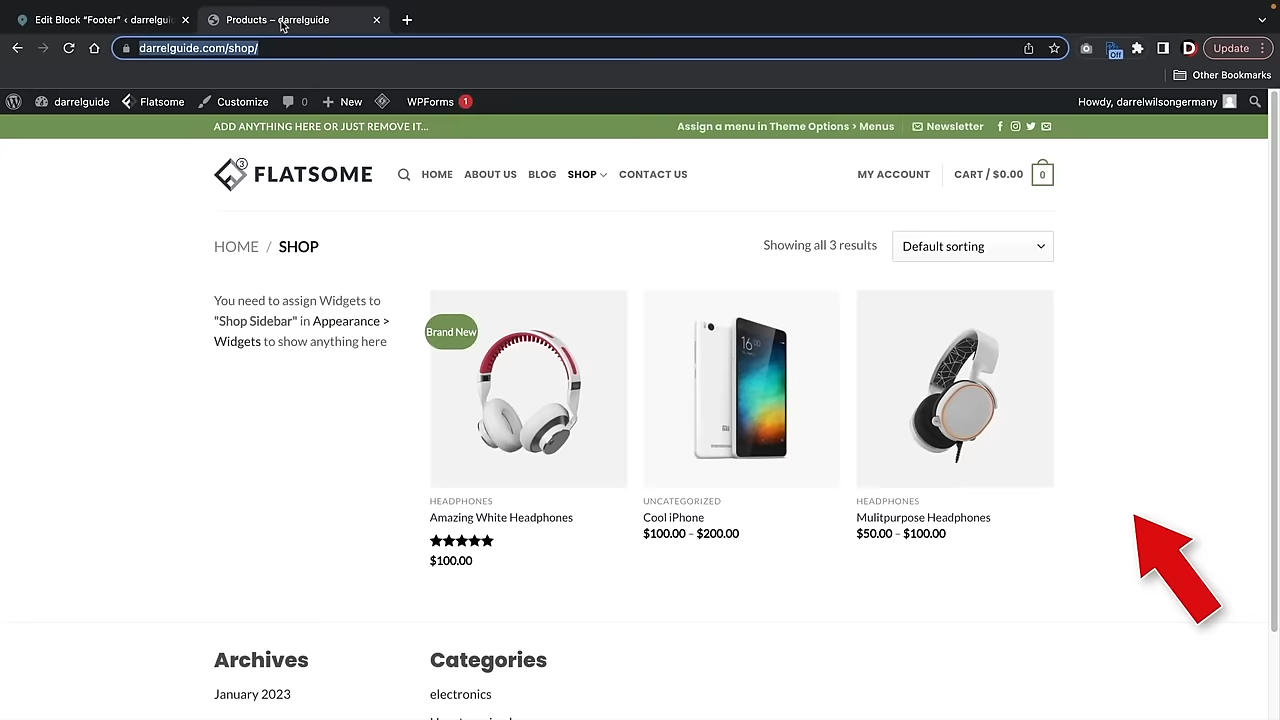 Edit Block "Footer" ‹ darrelguid
Products – darrelguide
darrelguide.com/shop/
Off
D
Update
Other Bookmarks
darrelguide
Flatsome
Customize
0
New
WPForms
1
Howdy, darrelwilsongermany
ADD ANYTHING HERE OR JUST REMOVE IT...
Assign a menu in Theme Options > Menus
Newsletter
3
FLATSOME
HOME
ABOUT US
BLOG
SHOP
CONTACT US
MY ACCOUNT
CART / $0.00
0
HOME / SHOP
Showing all 3 results
Default sorting
You need to assign Widgets to
"Shop Sidebar" in Appearance >
Widgets to show anything here
Brand New
16
mi
HEADPHONES
Amazing White Headphones
$100.00
UNCATEGORIZED
Cool iPhone
$100.00 – $200.00
HEADPHONES
Mulitpurpose Headphones
$50.00 – $100.00
Archives
January 2023
Categories
electronics